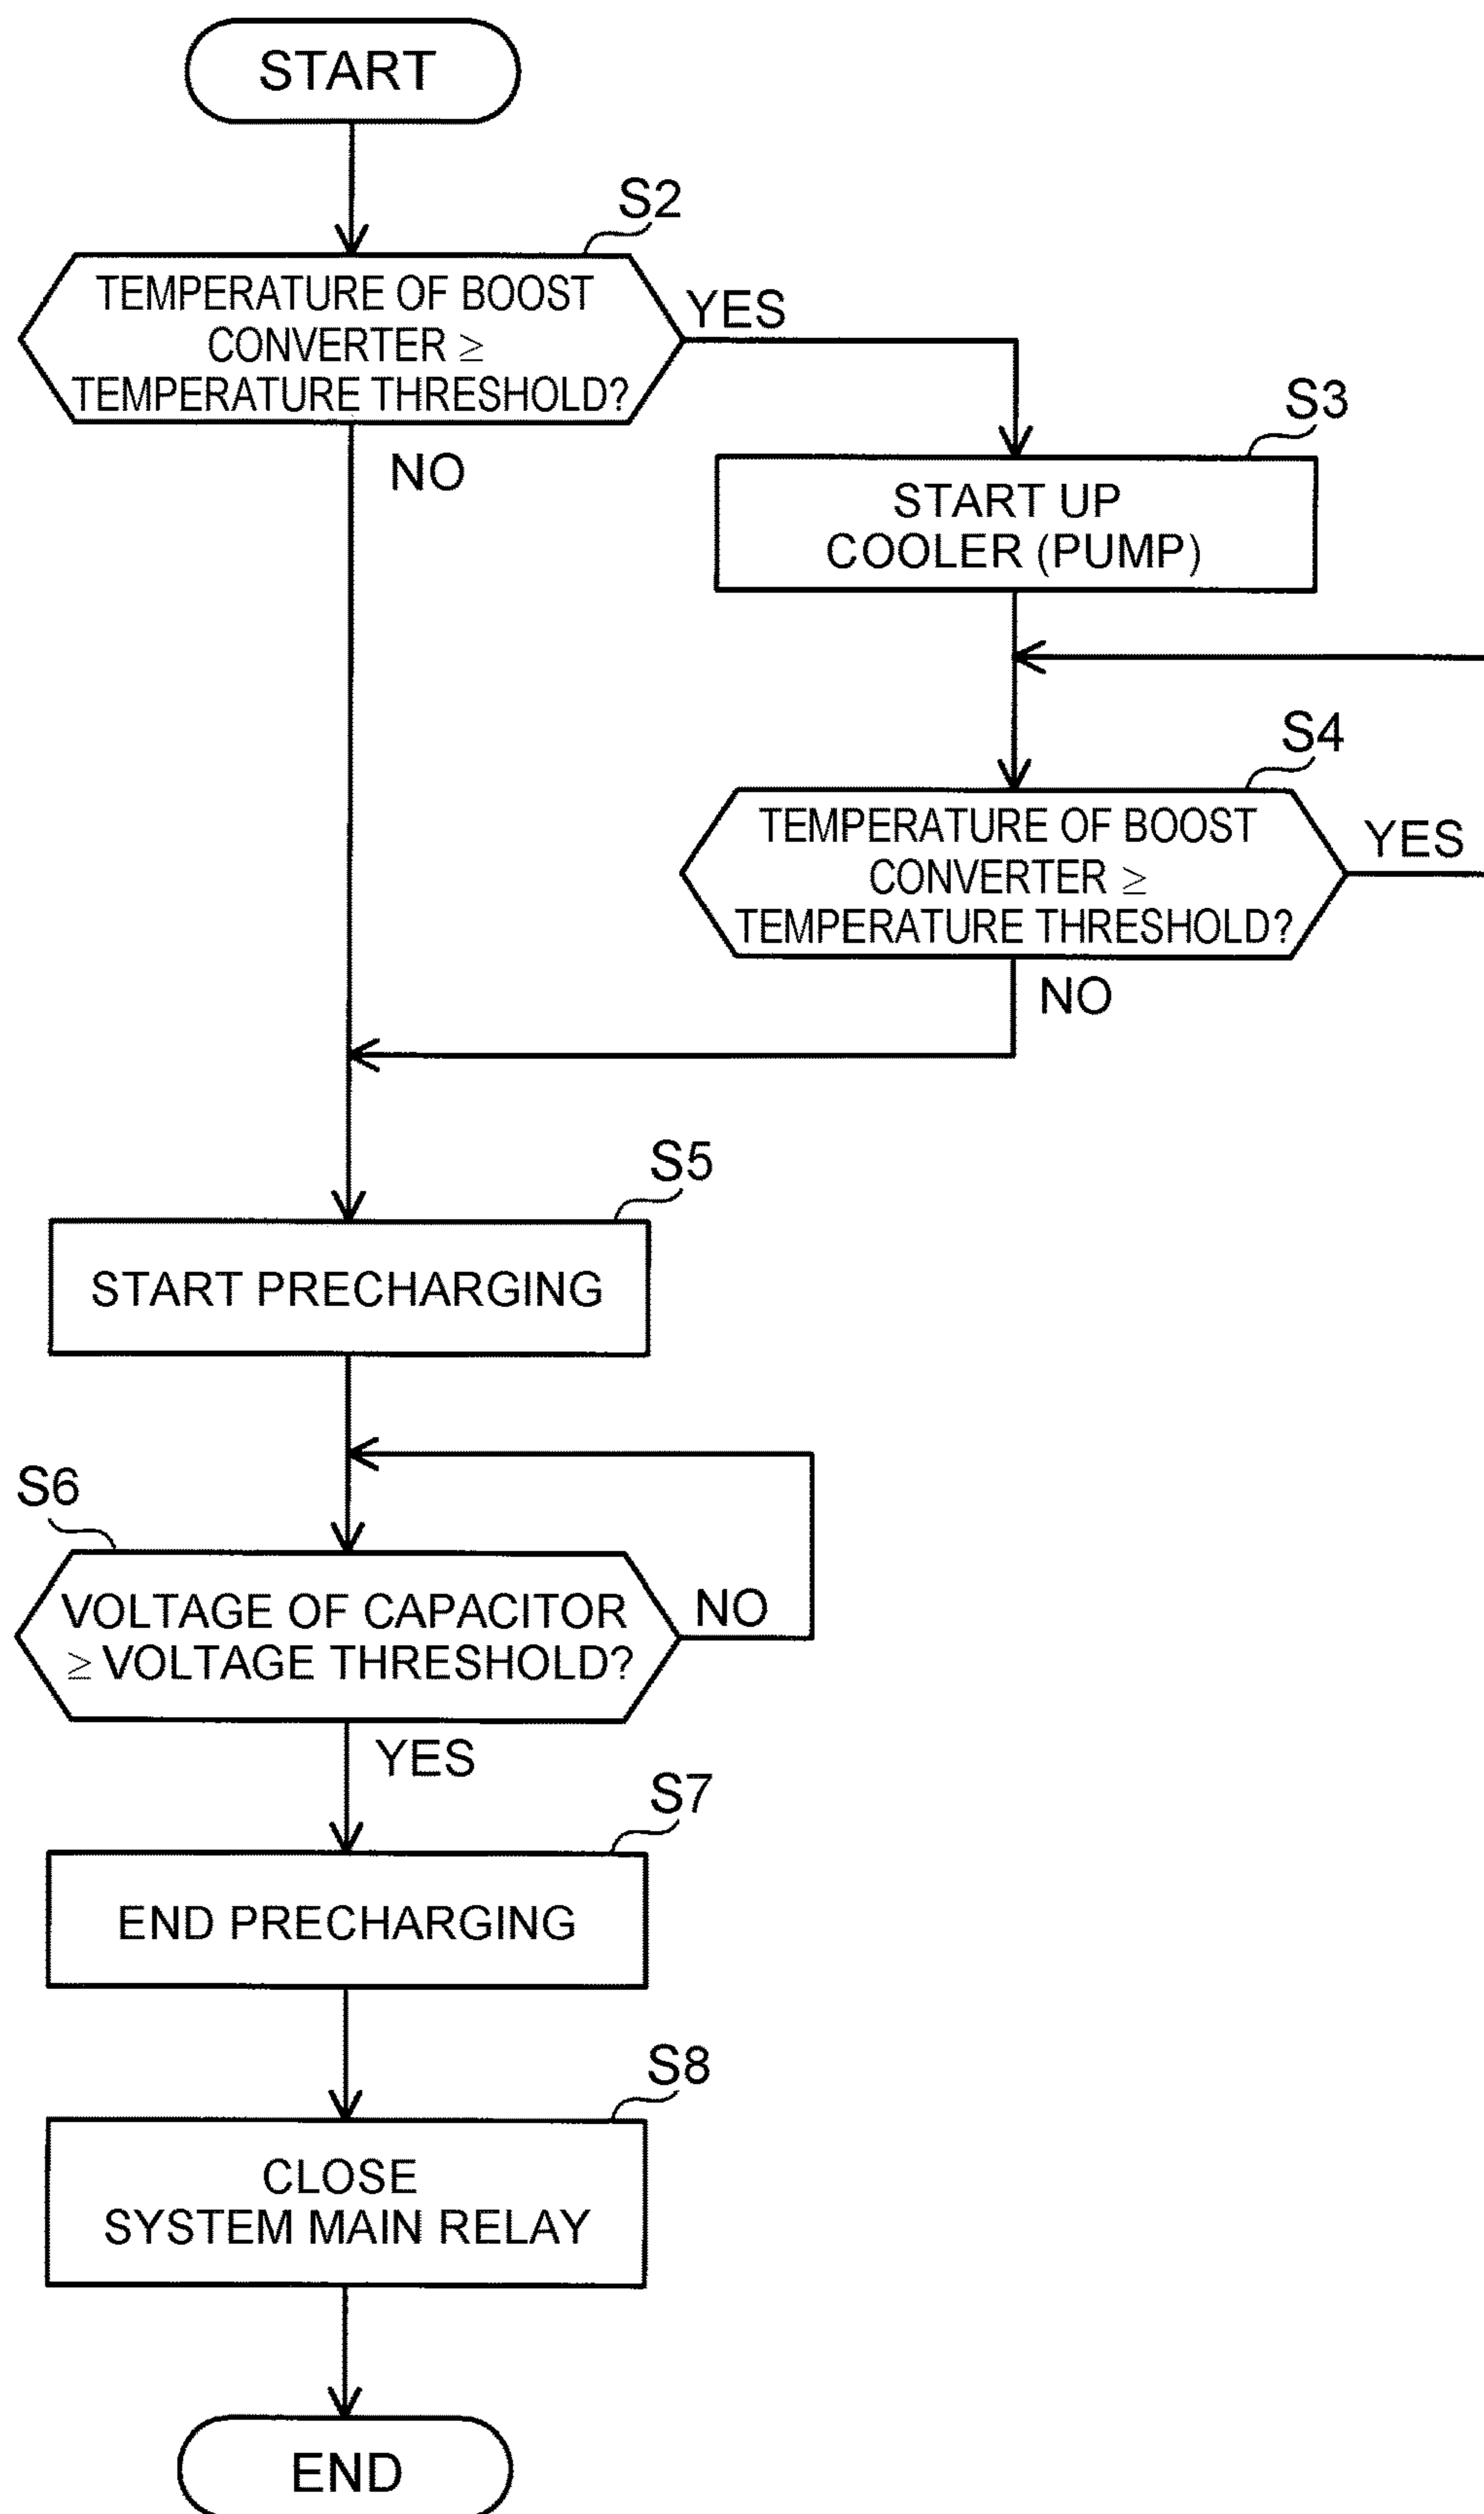 START
S2
TEMPERATURE OF BOOST
CONVERTER ≥
TEMPERATURE THRESHOLD?
YES
NO
S3
START UP
COOLER (PUMP)
S4
TEMPERATURE OF BOOST
CONVERTER ≥
TEMPERATURE THRESHOLD?
YES
NO
S5
START PRECHARGING
S6
VOLTAGE OF CAPACITOR
≥ VOLTAGE THRESHOLD?
NO
YES
S7
END PRECHARGING
S8
CLOSE
SYSTEM MAIN RELAY
END